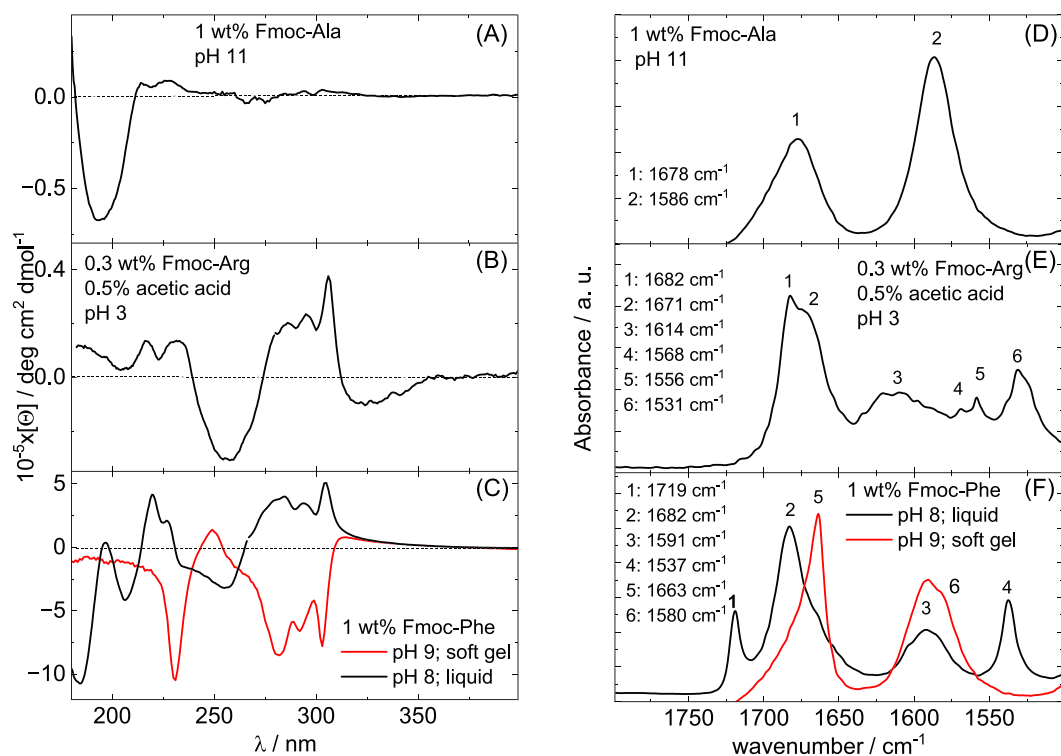 1 wt% Fmoc-Ala
pH 11
(A)
0.0
−0.5
0.3 wt% Fmoc-Arg
0.5% acetic acid
pH 3
(B)
0.4
0.0
10⁻⁵x[Θ] / deg cm² dmol⁻¹
(C)
5
0
−5
−10
1 wt% Fmoc-Phe
pH 9; soft gel
pH 8; liquid
200 250 300 350
λ / nm
1 wt% Fmoc-Ala
pH 11
(D)
1
2
1: 1678 cm⁻¹
2: 1586 cm⁻¹
1: 1682 cm⁻¹
2: 1671 cm⁻¹
3: 1614 cm⁻¹
4: 1568 cm⁻¹
5: 1556 cm⁻¹
6: 1531 cm⁻¹
(E)
0.3 wt% Fmoc-Arg
0.5% acetic acid
pH 3
1
2
3
4
5
6
Absorbance / a. u.
1: 1719 cm⁻¹
2: 1682 cm⁻¹
3: 1591 cm⁻¹
4: 1537 cm⁻¹
5: 1663 cm⁻¹
6: 1580 cm⁻¹
(F)
1 wt% Fmoc-Phe
pH 8; liquid
pH 9; soft gel
1
2
5
3
6
4
1750 1700 1650 1600 1550
wavenumber / cm⁻¹